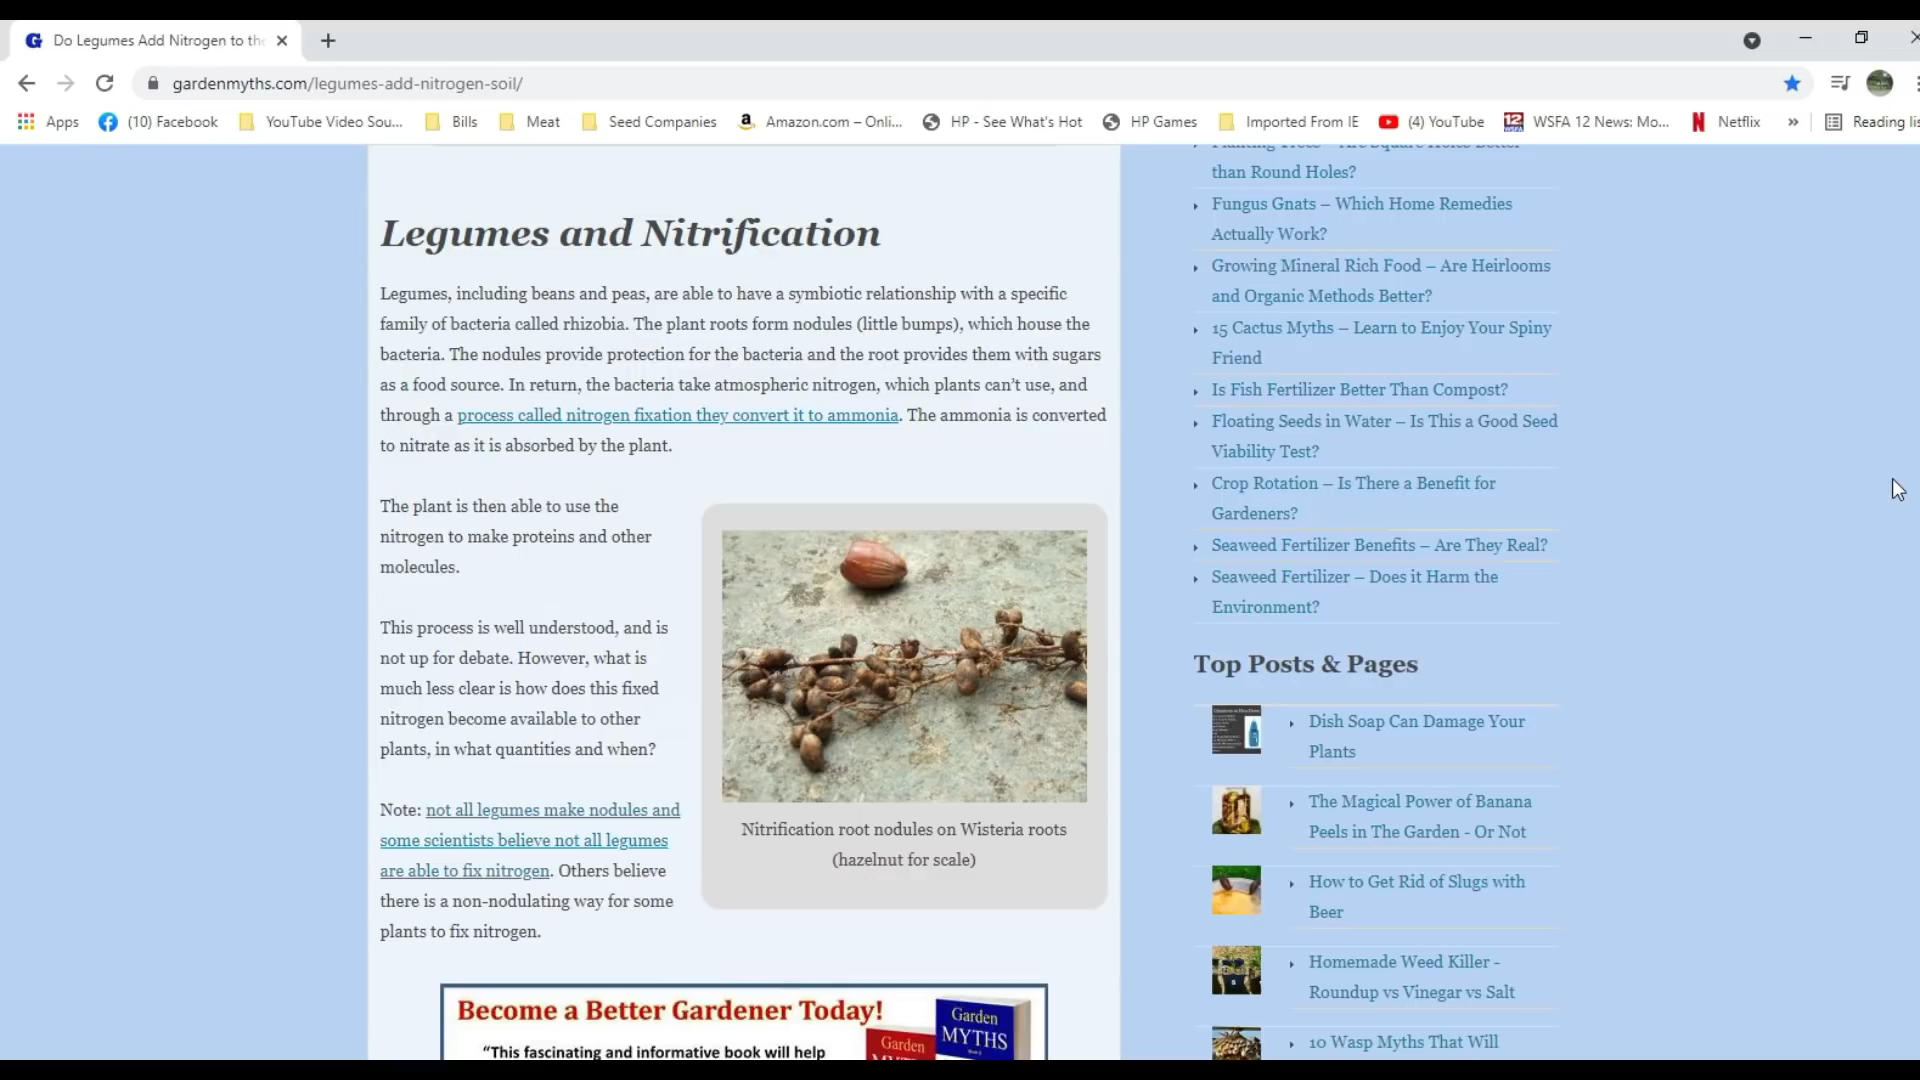 Do Legumes Add Nitrogen to the
gardenmyths.com/legumes-add-nitrogen-soil/
Apps
(10) Facebook
YouTube Video Sou...
Bills
Meat
Seed Companies
Amazon.com – Onli...
HP - See What's Hot
HP Games
Imported From IE
(4) YouTube
WSFA 12 News: Mo...
Netflix
»
Reading lis
Legumes and Nitrification
Legumes, including beans and peas, are able to have a symbiotic relationship with a specific
family of bacteria called rhizobia. The plant roots form nodules (little bumps), which house the
bacteria. The nodules provide protection for the bacteria and the root provides them with sugars
as a food source. In return, the bacteria take atmospheric nitrogen, which plants can't use, and
through a process called nitrogen fixation they convert it to ammonia. The ammonia is converted
to nitrate as it is absorbed by the plant.
The plant is then able to use the
nitrogen to make proteins and other
molecules.
This process is well understood, and is
not up for debate. However, what is
much less clear is how does this fixed
nitrogen become available to other
plants, in what quantities and when?
Note: not all legumes make nodules and
some scientists believe not all legumes
are able to fix nitrogen. Others believe
there is a non-nodulating way for some
plants to fix nitrogen.
Nitrification root nodules on Wisteria roots
(hazelnut for scale)
Become a Better Gardener Today!
"This fascinating and informative book will help
Garden
MYTHS
Garden
Planting Trees – Are Square Holes Better
than Round Holes?
Fungus Gnats – Which Home Remedies
Actually Work?
Growing Mineral Rich Food – Are Heirlooms
and Organic Methods Better?
15 Cactus Myths – Learn to Enjoy Your Spiny
Friend
Is Fish Fertilizer Better Than Compost?
Floating Seeds in Water – Is This a Good Seed
Viability Test?
Crop Rotation – Is There a Benefit for
Gardeners?
Seaweed Fertilizer Benefits – Are They Real?
Seaweed Fertilizer – Does it Harm the
Environment?
Top Posts & Pages
Dish Soap Can Damage Your
Plants
The Magical Power of Banana
Peels in The Garden - Or Not
How to Get Rid of Slugs with
Beer
Homemade Weed Killer -
Roundup vs Vinegar vs Salt
10 Wasp Myths That Will